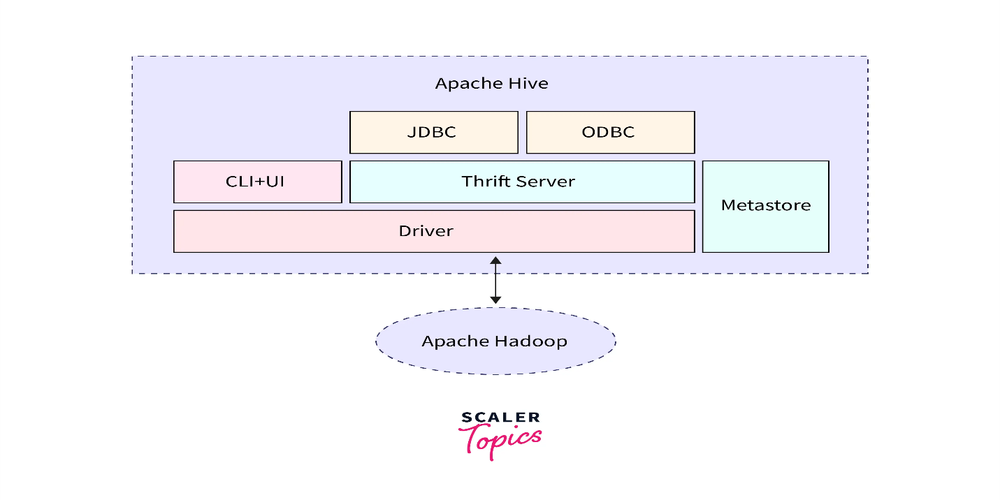 Apache Hive
JDBC
ODBC
CLI+UI
Thrift Server
Metastore
Driver
Apache Hadoop
SCALER
Topics